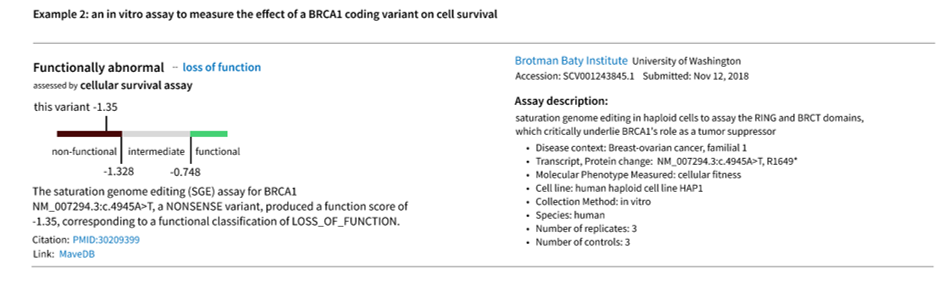 Example 2: an in vitro assay to measure the effect of a BRCA1 coding variant on cell survival
Functionally abnormal -- loss of function
assessed by cellular survival assay
this variant -1.35
non-functional intermediate functional
-1.328 -0.748
The saturation genome editing (SGE) assay for BRCA1
NM_007294.3:c.4945A>T, a NONSENSE variant, produced a function score of
-1.35, corresponding to a functional classification of LOSS_OF_FUNCTION.
Citation: PMID:30209399
Link: MaveDB
Brotman Baty Institute University of Washington
Accession: SCV001243845.1 Submitted: Nov 12, 2018
Assay description:
saturation genome editing in haploid cells to assay the RING and BRCT domains,
which critically underlie BRCA1's role as a tumor suppressor
• Disease context: Breast-ovarian cancer, familial 1
• Transcript, Protein change: NM_007294.3:c.4945A>T, R1649*
• Molecular Phenotype Measured: cellular fitness
• Cell line: human haploid cell line HAP1
• Collection Method: in vitro
• Species: human
• Number of replicates: 3
• Number of controls: 3